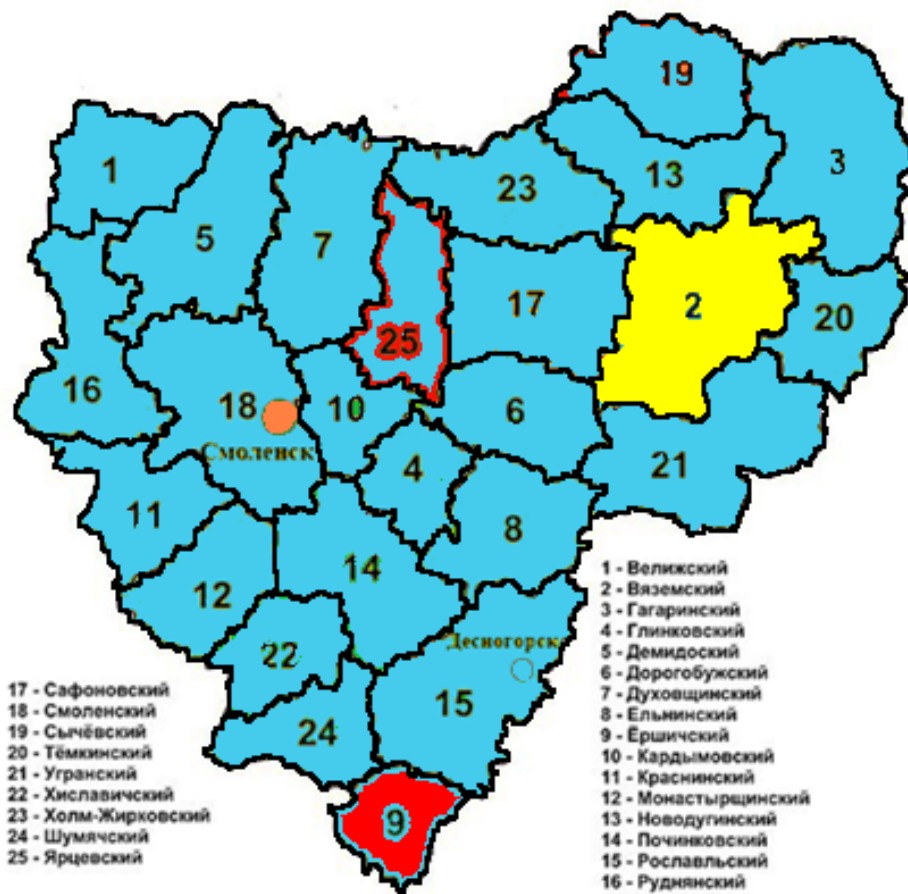 19
1
3
23
13
5
7
17
2
20
25
16
18
10
6
Смоленск
4
21
11
8
14
12
Десногорск
22
15
24
9
1 - Велижский
2 - Вяземский
3 - Гагаринский
4 - Глинковский
5 - Демидоский
6 - Дорогобужский
7 - Духовщинский
8 - Ельнинский
9 - Ёршичский
10 - Кардымовский
11 - Краснинский
12 - Монастырщинский
13 - Новодугинский
14 - Починковский
15 - Рославльский
16 - Руднянский
17 - Сафоновский
18 - Смоленский
19 - Сычёвский
20 - Тёмкинский
21 - Угранский
22 - Хиславичский
23 - Холм-Жирковский
24 - Шумячский
25 - Ярцевский